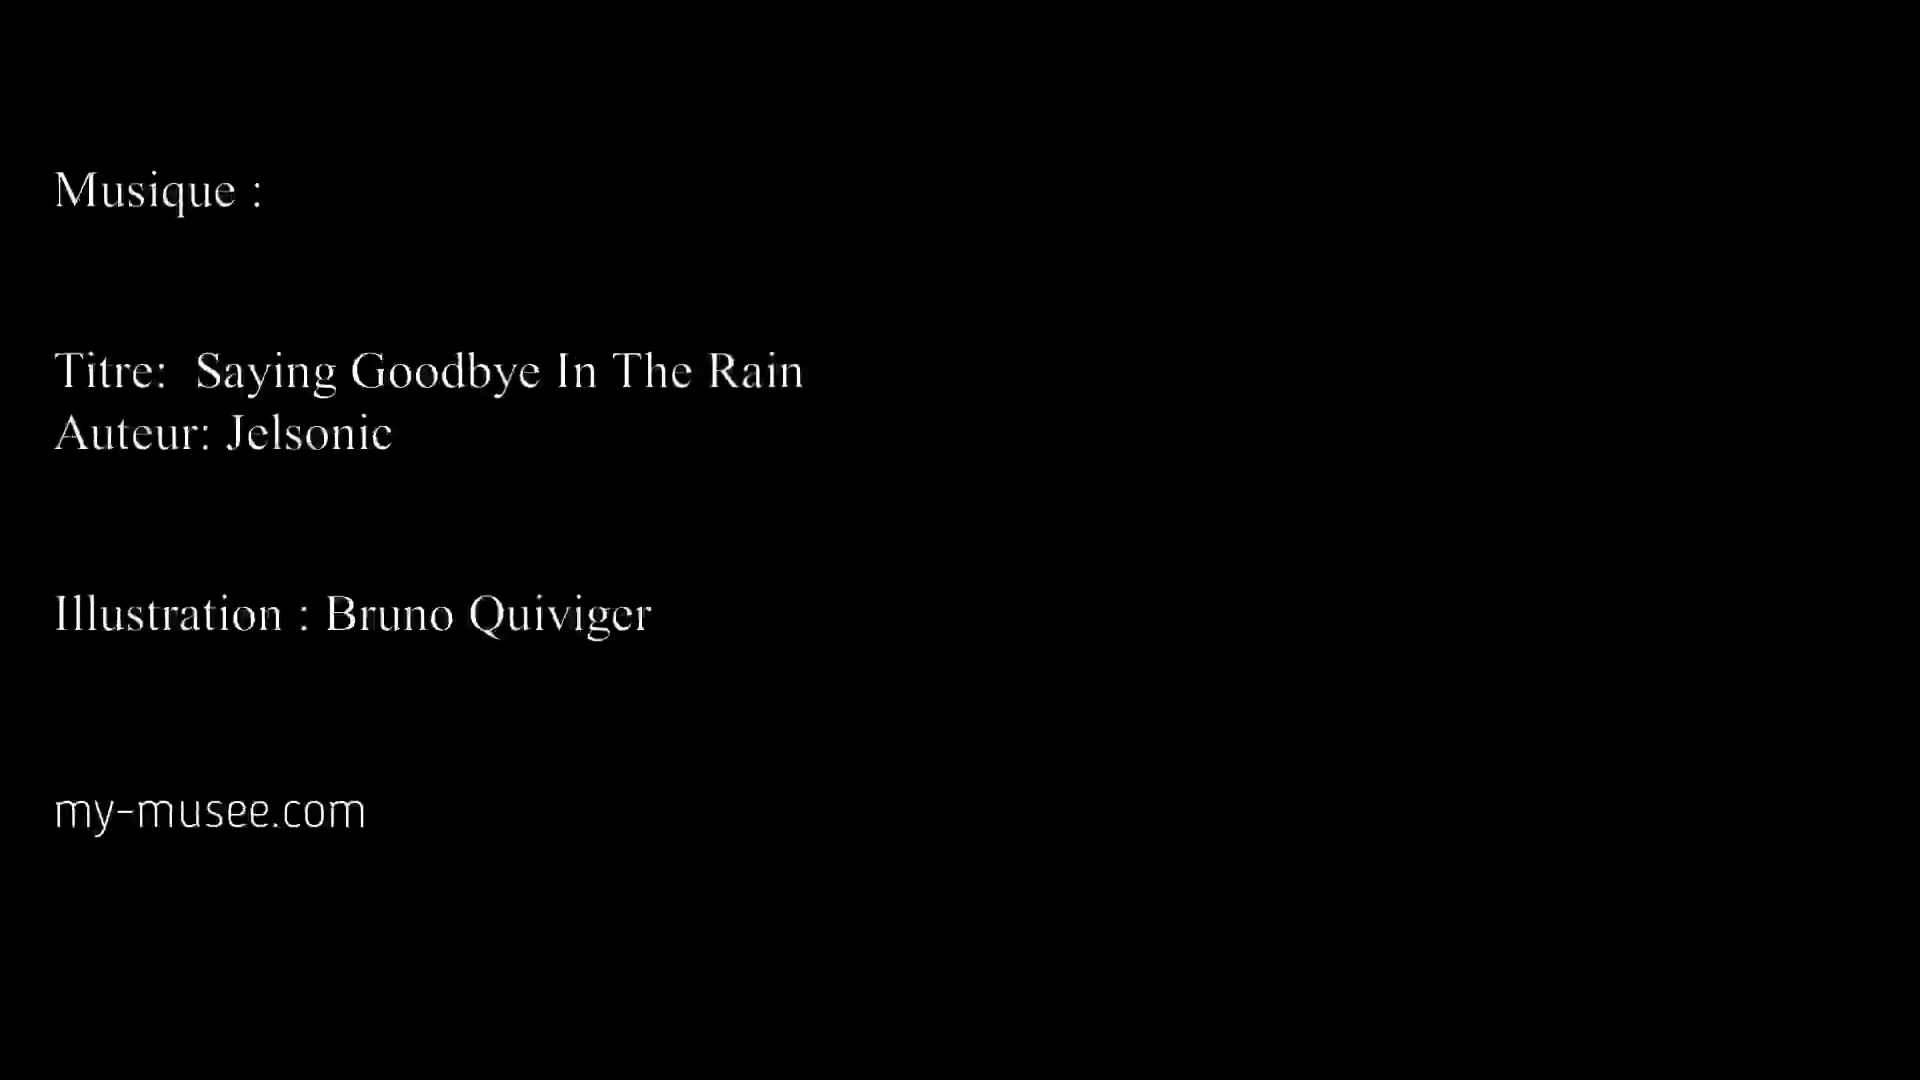 Musique :
Titre:  Saying Goodbye In The Rain
Auteur: Jelsonic
Illustration : Bruno Quiviger
my-musee.com